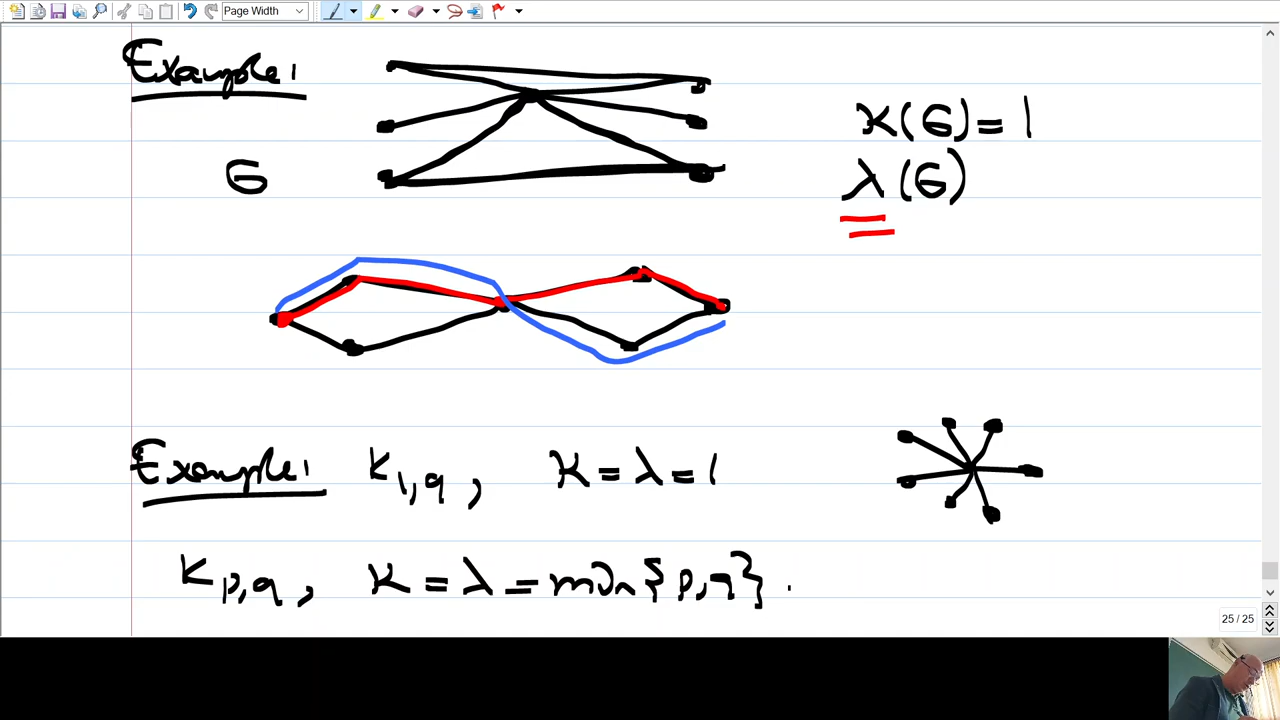 Page Width
Example:
κ(G) = 1
G
λ(G)
Example: K1,q, κ = λ = 1
Kp,q, κ = λ = min{p,q}.
25 / 25